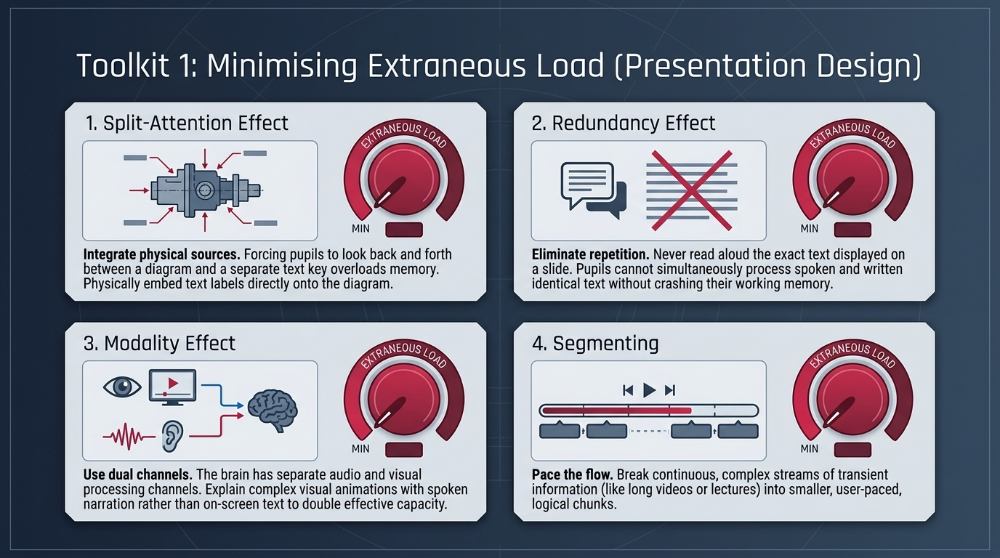 Toolkit 1: Minimising Extraneous Load (Presentation Design)
1. Split-Attention Effect
EXTRANEOUS LOAD
MIN
Integrate physical sources. Forcing pupils to look back and forth
between a diagram and a separate text key overloads memory.
Physically embed text labels directly onto the diagram.
2. Redundancy Effect
EXTRANEOUS LOAD
MIN
Eliminate repetition. Never read aloud the exact text displayed on
a slide. Pupils cannot simultaneously process spoken and written
identical text without crashing their working memory.
3. Modality Effect
EXTRANEOUS LOAD
MIN
Use dual channels. The brain has separate audio and visual
processing channels. Explain complex visual animations with spoken
narration rather than on-screen text to double effective capacity.
4. Segmenting
EXTRANEOUS LOAD
MIN
Pace the flow. Break continuous, complex streams of transient
information (like long videos or lectures) into smaller, user-paced,
logical chunks.